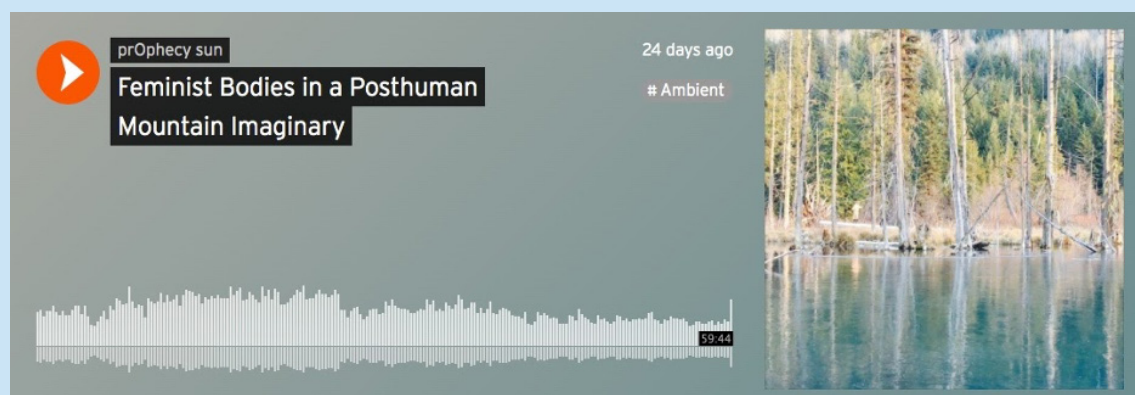 prOphecy sun
24 days ago
Feminist Bodies in a Posthuman
# Ambient
Mountain Imaginary
59:44